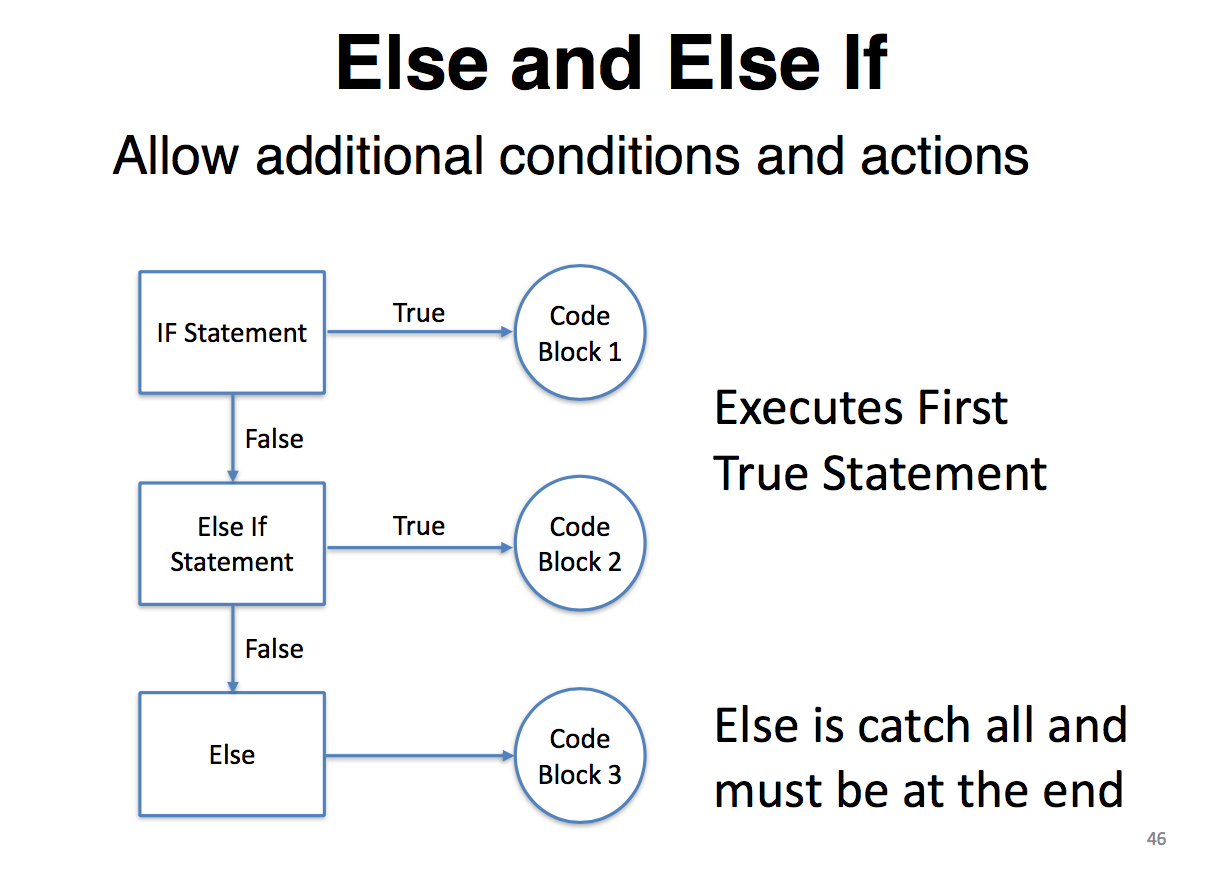 Else and Else If
Allow additional conditions and actions
IF Statement
True
Code
Block 1
False
Executes First
True Statement
Else If
Statement
True
Code
Block 2
False
Else
Code
Block 3
Else is catch all and
must be at the end
46